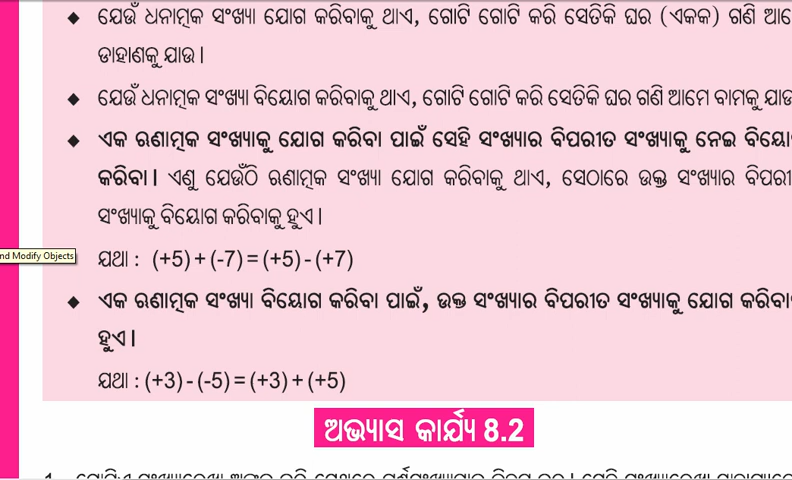 ◆ ଯେଉଁ ଧନାତ୍ମକ ସଂଖ୍ୟା ଯୋଗ କରିବାକୁ ଥାଏ, ଗୋଟି ଗୋଟି କରି ସେତିକି ଘର (ଏକକ) ଗଣି
ଡାହାଣକୁ ଯାଉ ।
◆ ଯେଉଁ ଧନାତ୍ମକ ସଂଖ୍ୟା ବିୟୋଗ କରିବାକୁ ଥାଏ, ଗୋଟି ଗୋଟି କରି ସେତିକି ଘର ଗଣି ଆମେ ବାମକୁ
◆ ଏକ ଋଣାତ୍ମକ ସଂଖ୍ୟାକୁ ଯୋଗ କରିବା ପାଇଁ ସେହି ସଂଖ୍ୟାର ବିପରୀତ ସଂଖ୍ୟାକୁ ନେଇ
କରିବା । ଏଣୁ ଯେଉଁଠି ଋଣାତ୍ମକ ସଂଖ୍ୟା ଯୋଗ କରିବାକୁ ଥାଏ, ସେଠାରେ ଉକ୍ତ ସଂଖ୍ୟାର
ସଂଖ୍ୟାକୁ ବିୟୋଗ କରିବାକୁ ହୁଏ ।
nd Modify Objects
ଯଥା : (+5) + (-7) = (+5) - (+7)
◆ ଏକ ଋଣାତ୍ମକ ସଂଖ୍ୟା ବିୟୋଗ କରିବା ପାଇଁ, ଉକ୍ତ ସଂଖ୍ୟାର ବିପରୀତ ସଂଖ୍ୟାକୁ ଯୋଗ
ହୁଏ ।
ଯଥା : (+3) - (-5) = (+3) + (+5)
ଅଭ୍ୟାସ କାର୍ଯ୍ୟ 8.2